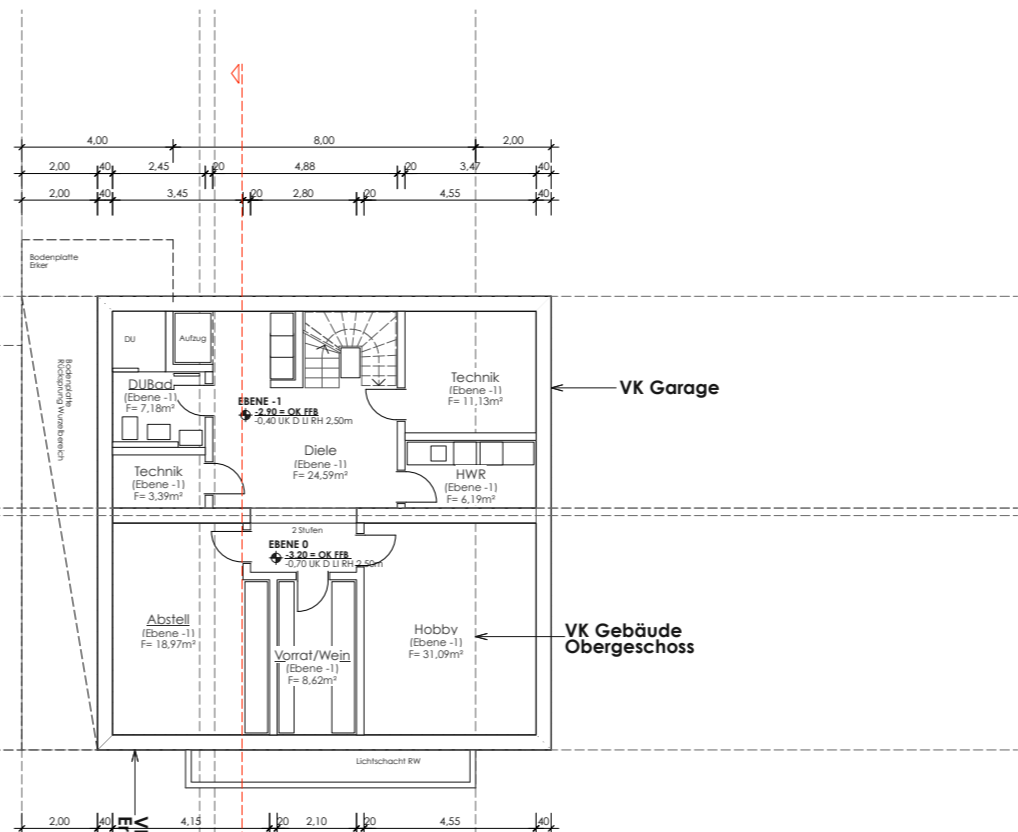 4,00 8,00 2,00
2,00 40 2,45 20 4,88 20 3,47 40
2,00 40 3,45 20 2,80 20 4,55 40
Bodenplatte
Erker
Bodenplatte
Rücksprung Wurzelbereich
DU
Aufzug
DUBad
(Ebene -1)
F= 7,18m²
Technik
(Ebene -1)
F= 11,13m²
VK Garage
EBENE -1
-2,90 = OK FFB
-0,40 UK D LI RH 2,50m
Diele
(Ebene -1)
F= 24,59m²
Technik
(Ebene -1)
F= 3,39m²
HWR
(Ebene -1)
F= 6,19m²
2 Stufen
EBENE 0
-3,20 = OK FFB
-0,70 UK D LI RH 2,50m
Abstell
(Ebene -1)
F= 18,97m²
Vorrat/Wein
(Ebene -1)
F= 8,62m²
Hobby
(Ebene -1)
F= 31,09m²
VK Gebäude
Obergeschoss
Lichtschacht RW
2,00 40 4,15 20 2,10 20 4,55 40